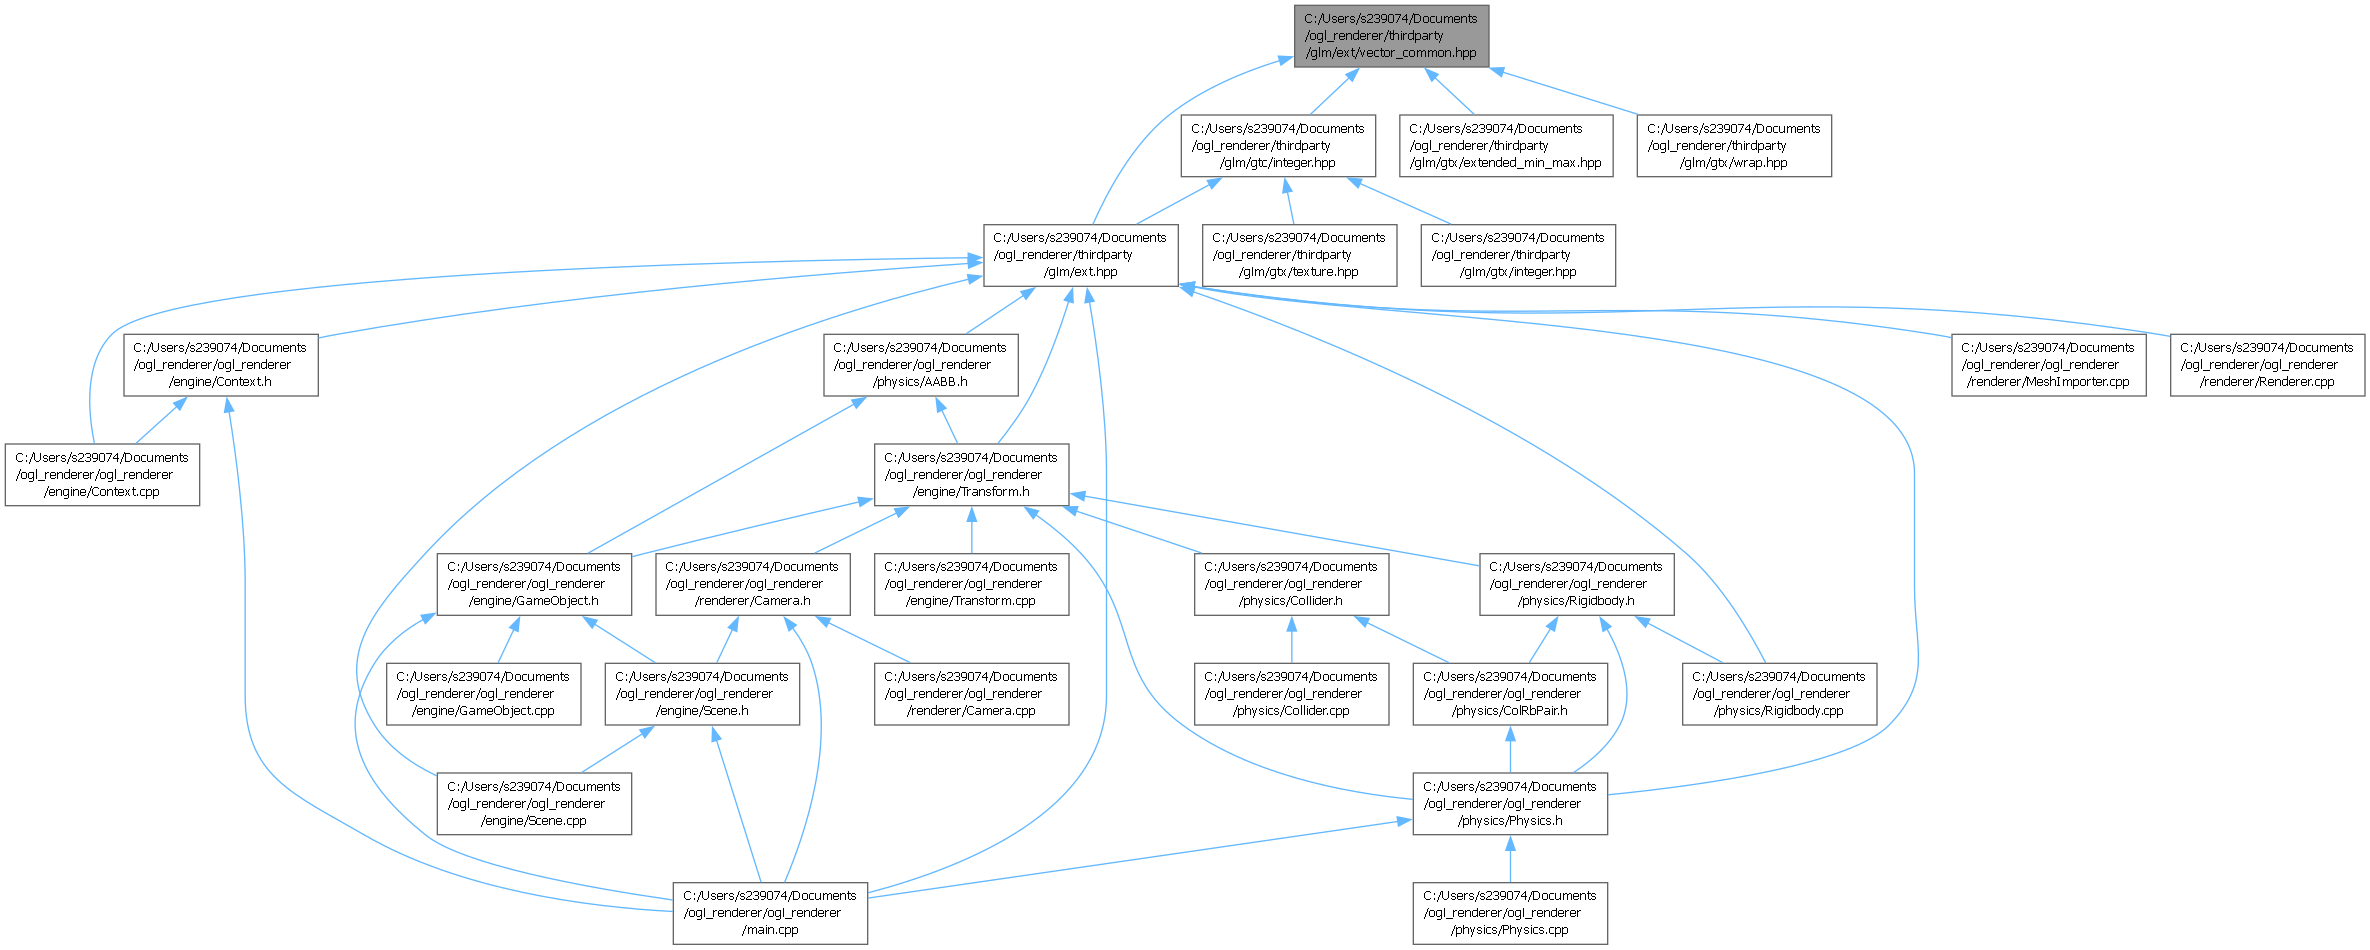 C:/Users/s239074/Documents
/ogl_renderer/thirdparty
/glm/ext/vector_common.hpp
C:/Users/s239074/Documents
/ogl_renderer/thirdparty
/glm/gtc/integer.hpp
C:/Users/s239074/Documents
/ogl_renderer/thirdparty
/glm/gtx/extended_min_max.hpp
C:/Users/s239074/Documents
/ogl_renderer/thirdparty
/glm/gtx/wrap.hpp
C:/Users/s239074/Documents
/ogl_renderer/thirdparty
/glm/ext.hpp
C:/Users/s239074/Documents
/ogl_renderer/thirdparty
/glm/gtx/texture.hpp
C:/Users/s239074/Documents
/ogl_renderer/thirdparty
/glm/gtx/integer.hpp
C:/Users/s239074/Documents
/ogl_renderer/ogl_renderer
/engine/Context.h
C:/Users/s239074/Documents
/ogl_renderer/ogl_renderer
/physics/AABB.h
C:/Users/s239074/Documents
/ogl_renderer/ogl_renderer
/renderer/MeshImporter.cpp
C:/Users/s239074/Documents
/ogl_renderer/ogl_renderer
/renderer/Renderer.cpp
C:/Users/s239074/Documents
/ogl_renderer/ogl_renderer
/engine/Context.cpp
C:/Users/s239074/Documents
/ogl_renderer/ogl_renderer
/engine/Transform.h
C:/Users/s239074/Documents
/ogl_renderer/ogl_renderer
/engine/GameObject.h
C:/Users/s239074/Documents
/ogl_renderer/ogl_renderer
/renderer/Camera.h
C:/Users/s239074/Documents
/ogl_renderer/ogl_renderer
/engine/Transform.cpp
C:/Users/s239074/Documents
/ogl_renderer/ogl_renderer
/physics/Collider.h
C:/Users/s239074/Documents
/ogl_renderer/ogl_renderer
/physics/Rigidbody.h
C:/Users/s239074/Documents
/ogl_renderer/ogl_renderer
/engine/GameObject.cpp
C:/Users/s239074/Documents
/ogl_renderer/ogl_renderer
/engine/Scene.h
C:/Users/s239074/Documents
/ogl_renderer/ogl_renderer
/renderer/Camera.cpp
C:/Users/s239074/Documents
/ogl_renderer/ogl_renderer
/physics/Collider.cpp
C:/Users/s239074/Documents
/ogl_renderer/ogl_renderer
/physics/ColRbPair.h
C:/Users/s239074/Documents
/ogl_renderer/ogl_renderer
/physics/Rigidbody.cpp
C:/Users/s239074/Documents
/ogl_renderer/ogl_renderer
/engine/Scene.cpp
C:/Users/s239074/Documents
/ogl_renderer/ogl_renderer
/physics/Physics.h
C:/Users/s239074/Documents
/ogl_renderer/ogl_renderer
/main.cpp
C:/Users/s239074/Documents
/ogl_renderer/ogl_renderer
/physics/Physics.cpp